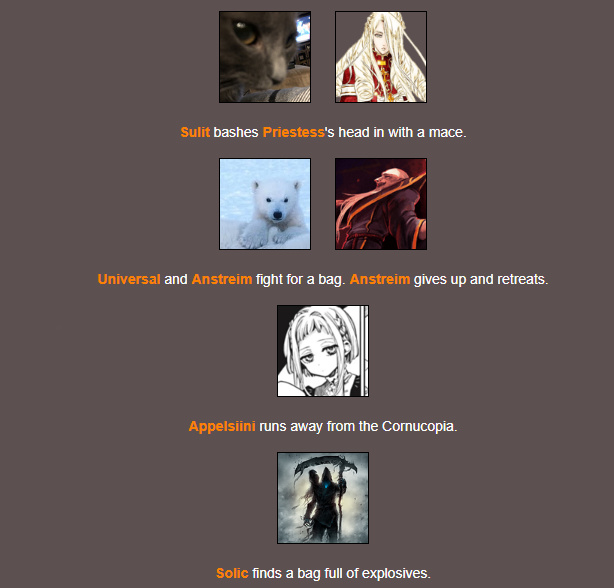 Sulit bashes Priestess's head in with a mace.
Universal and Anstreim fight for a bag. Anstreim gives up and retreats.
Appelsiini runs away from the Cornucopia.
Solic finds a bag full of explosives.